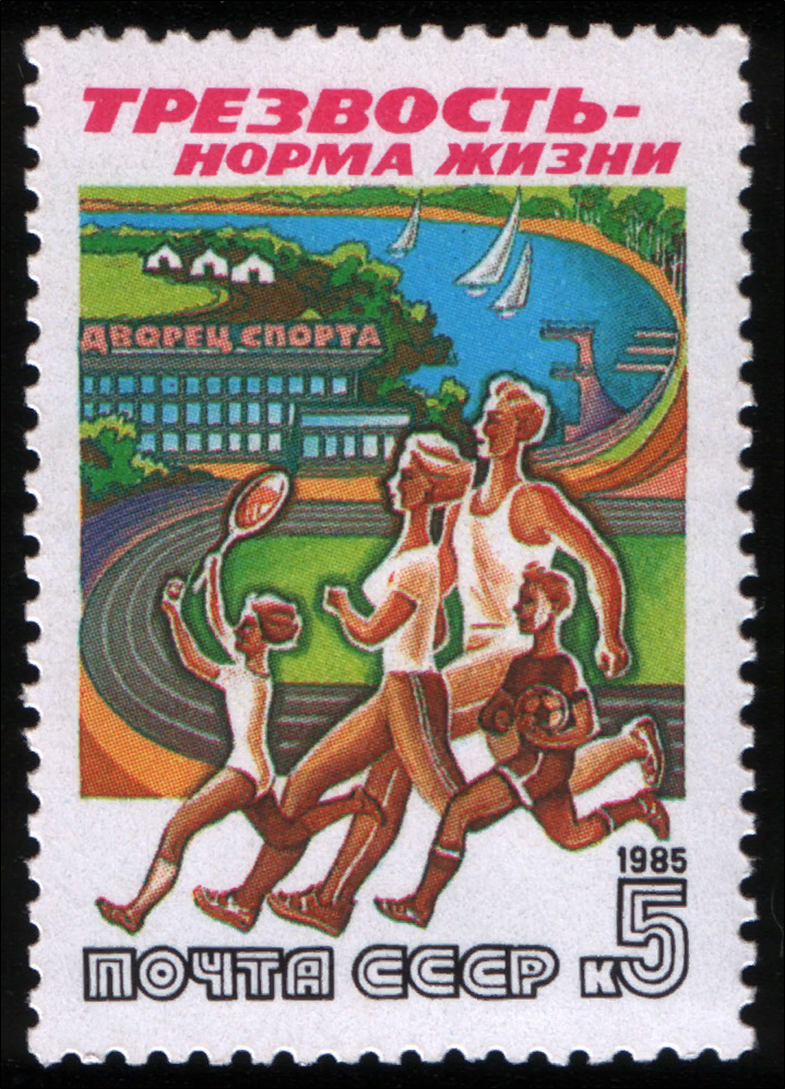 ТРЕЗВОСТЬ-
НОРМА ЖИЗНИ
ДВОРЕЦ СПОРТА
1985
ПОЧТА СССР К5